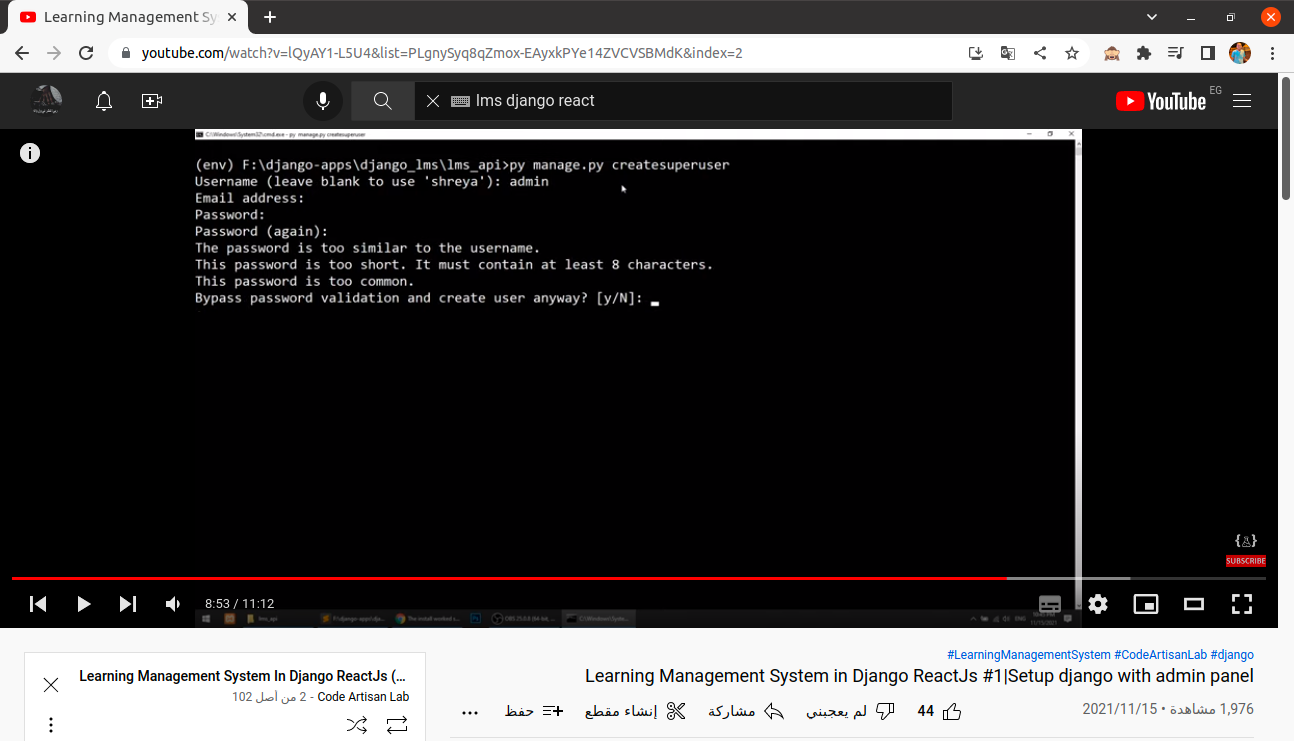 Learning Management Sy
youtube.com/watch?v=lQyAY1-L5U4&list=PLgnySyq8qZmox-EAyxkPYe14ZVCVSBMdK&index=2
lms django react
YouTube EG
C:\Windows\System32\cmd.exe - py manage.py createsuperuser
(env) F:\django-apps\django_lms\lms_api>py manage.py createsuperuser
Username (leave blank to use 'shreya'): admin
Email address:
Password:
Password (again):
The password is too similar to the username.
This password is too short. It must contain at least 8 characters.
This password is too common.
Bypass password validation and create user anyway? [y/N]:
SUBSCRIBE
8:53 / 11:12
lms_api
ENG
11/15/2021
#LearningManagementSystem #CodeArtisanLab #django
Learning Management System in Django ReactJs #1|Setup django with admin panel
1,976 مشاهدة • 15‏/11‏/2021
44
لم يعجبني
مشاركة
إنشاء مقطع
حفظ
Learning Management System In Django ReactJs (...
Code Artisan Lab - 2 من أصل 102